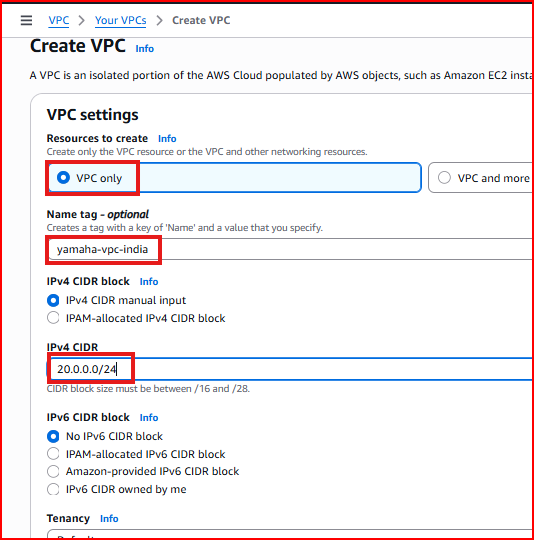 VPC > Your VPCs > Create VPC
Create VPC Info
A VPC is an isolated portion of the AWS Cloud populated by AWS objects, such as Amazon EC2 inst
VPC settings
Resources to create Info
Create only the VPC resource or the VPC and other networking resources.
VPC only
VPC and more
Name tag - optional
Creates a tag with a key of 'Name' and a value that you specify.
yamaha-vpc-india
IPv4 CIDR block Info
IPv4 CIDR manual input
IPAM-allocated IPv4 CIDR block
IPv4 CIDR
20.0.0.0/24
CIDR block size must be between /16 and /28.
IPv6 CIDR block Info
No IPv6 CIDR block
IPAM-allocated IPv6 CIDR block
Amazon-provided IPv6 CIDR block
IPv6 CIDR owned by me
Tenancy Info